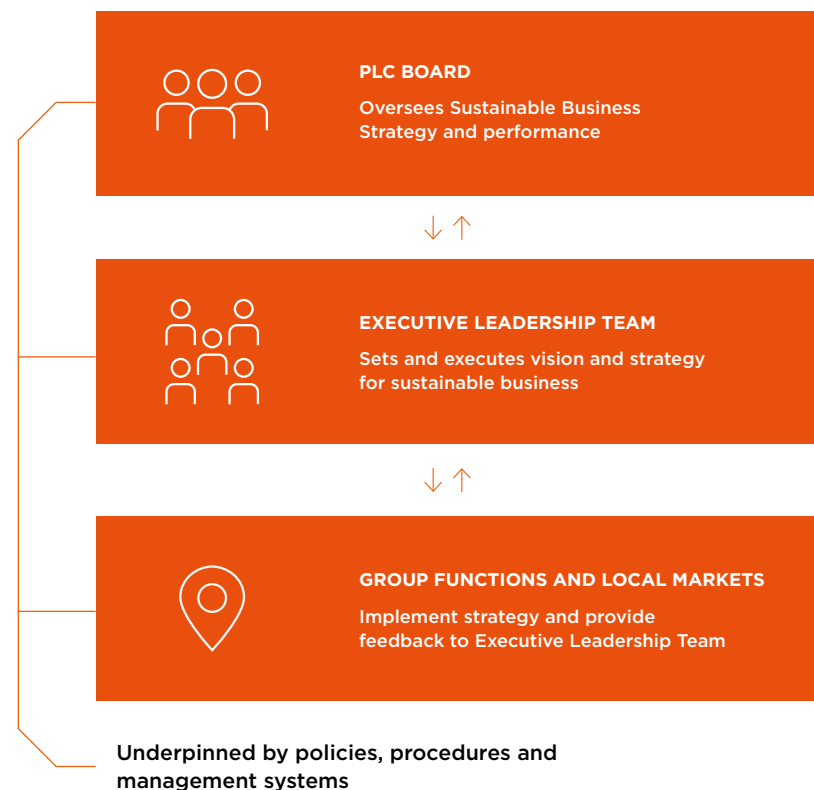 PLC BOARD
Oversees Sustainable Business
Strategy and performance
EXECUTIVE LEADERSHIP TEAM
Sets and executes vision and strategy
for sustainable business
GROUP FUNCTIONS AND LOCAL MARKETS
Implement strategy and provide
feedback to Executive Leadership Team
Underpinned by policies, procedures and
management systems